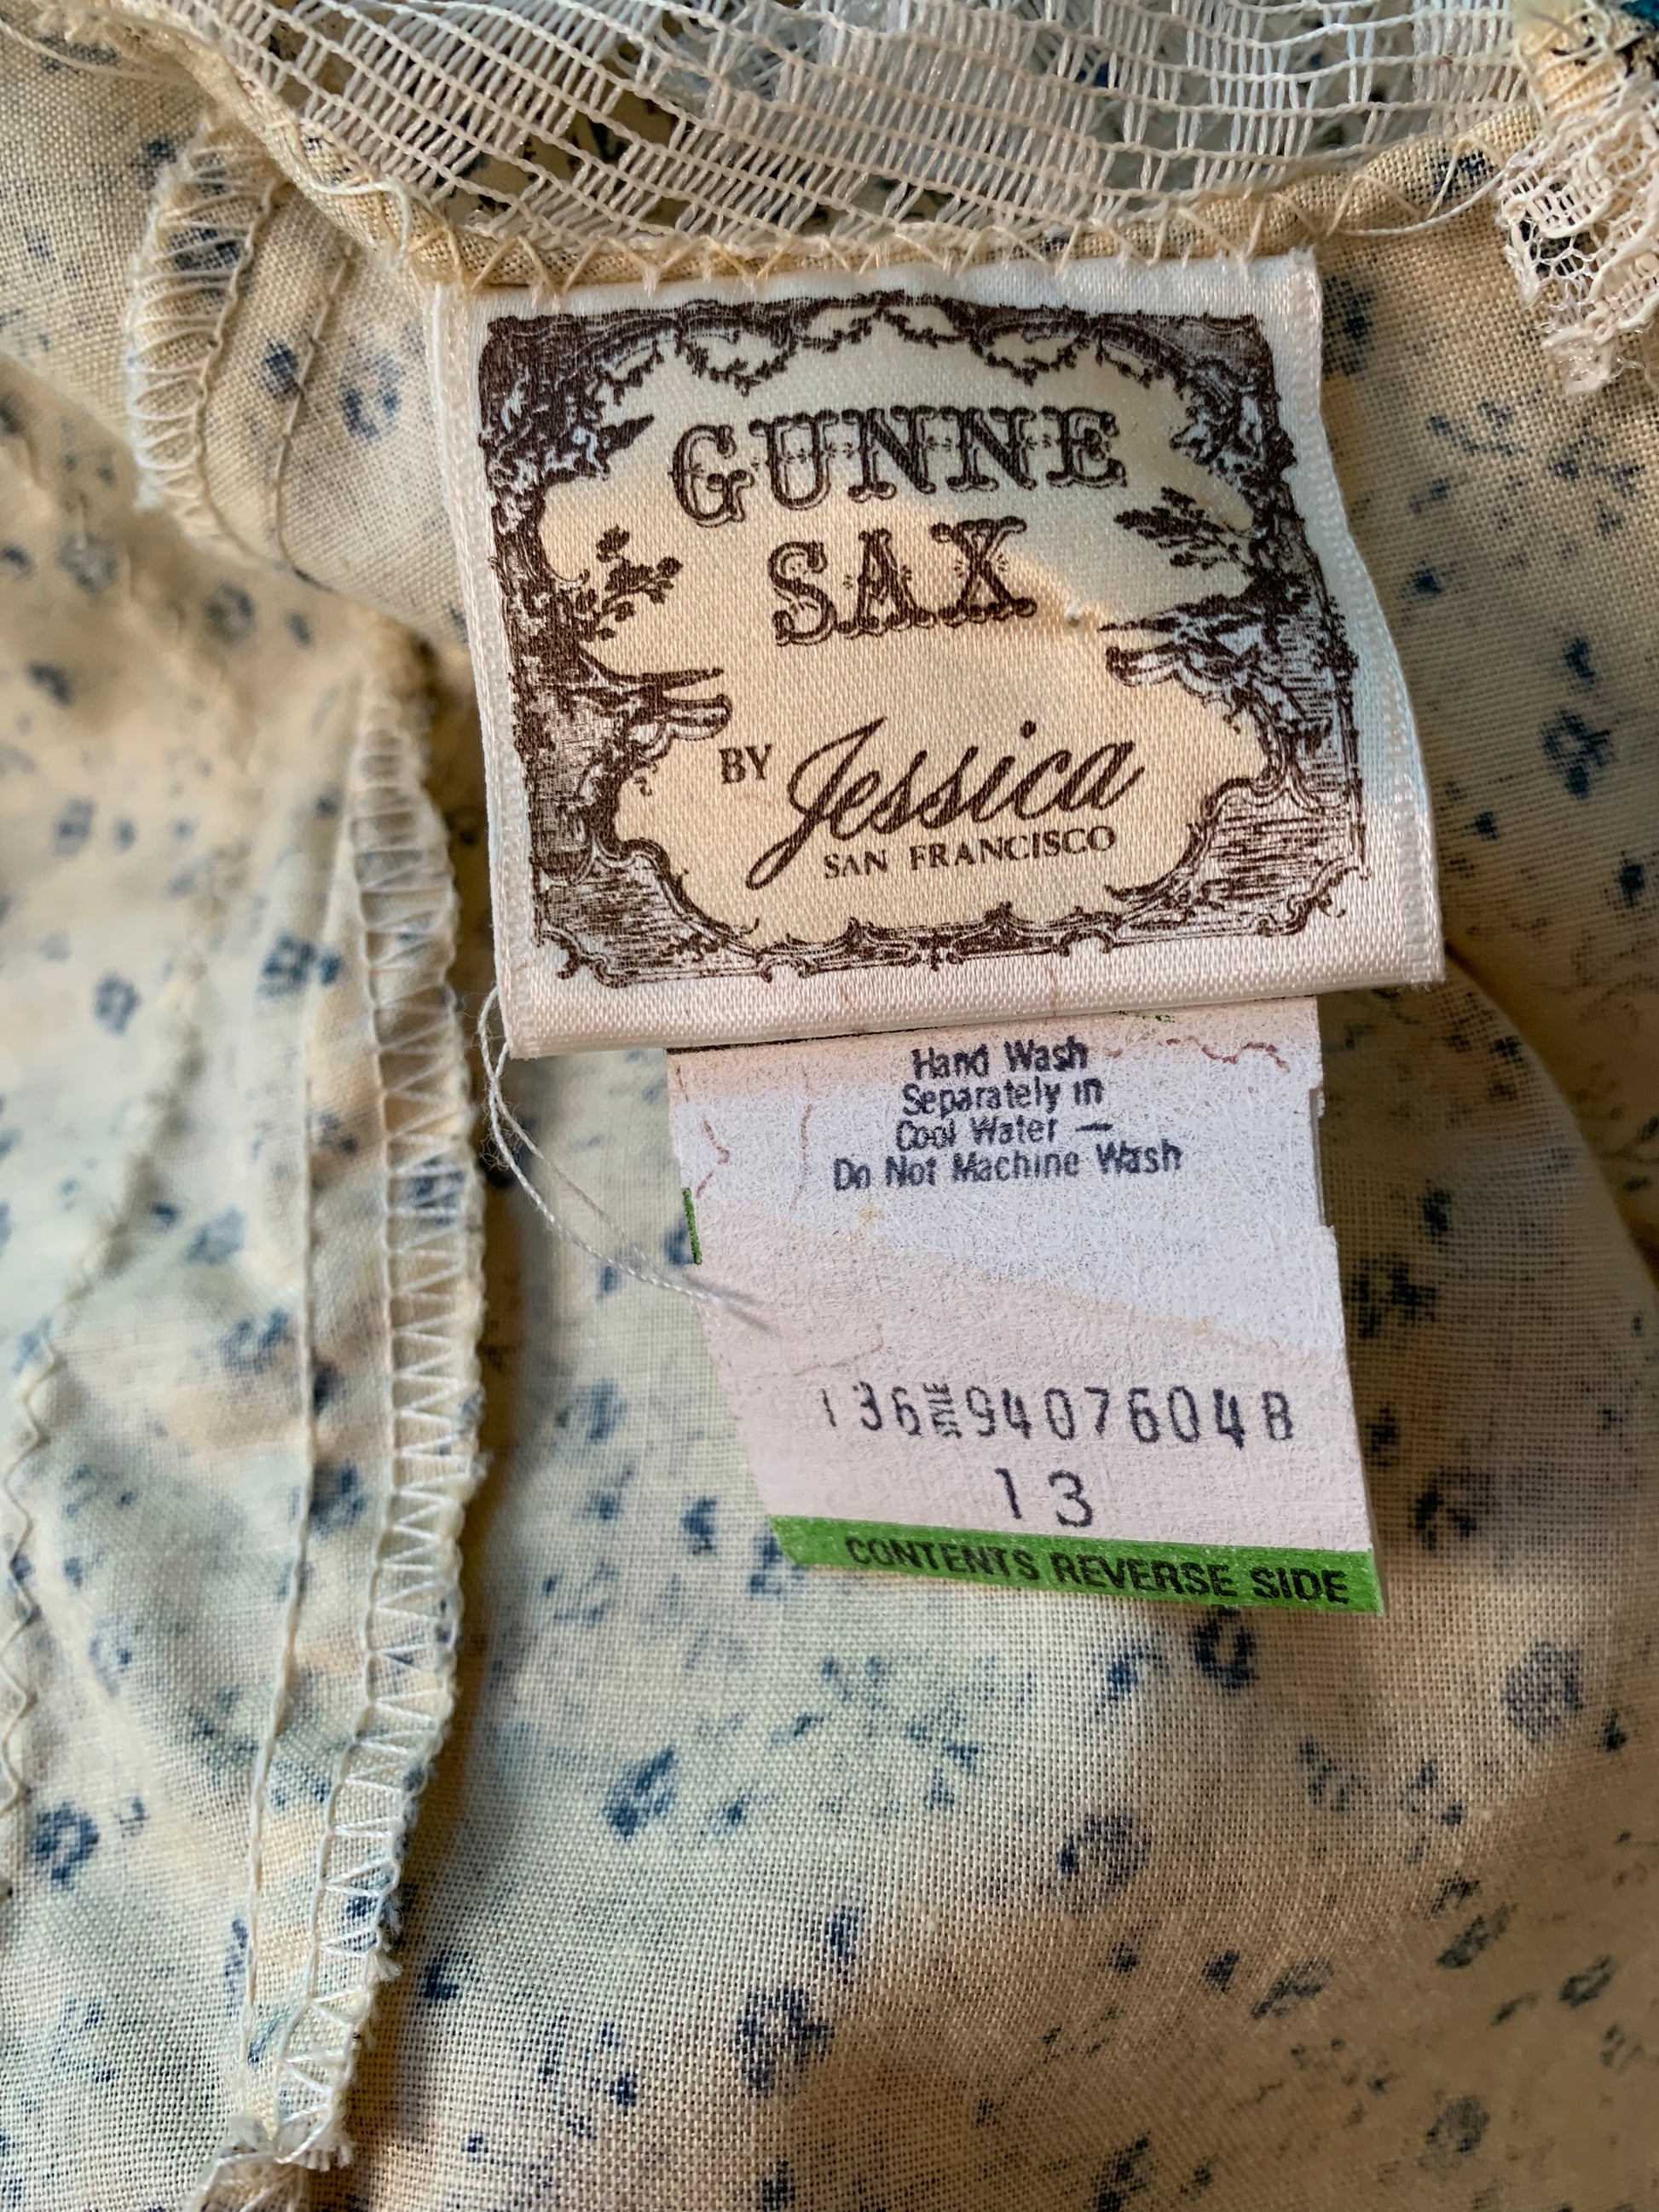 GUNNE
SAX
BY Jessica
SAN FRANCISCO
Hand Wash
Separately in
Cool Water —
Do Not Machine Wash
136 STYLE 94076048
13
CONTENTS REVERSE SIDE